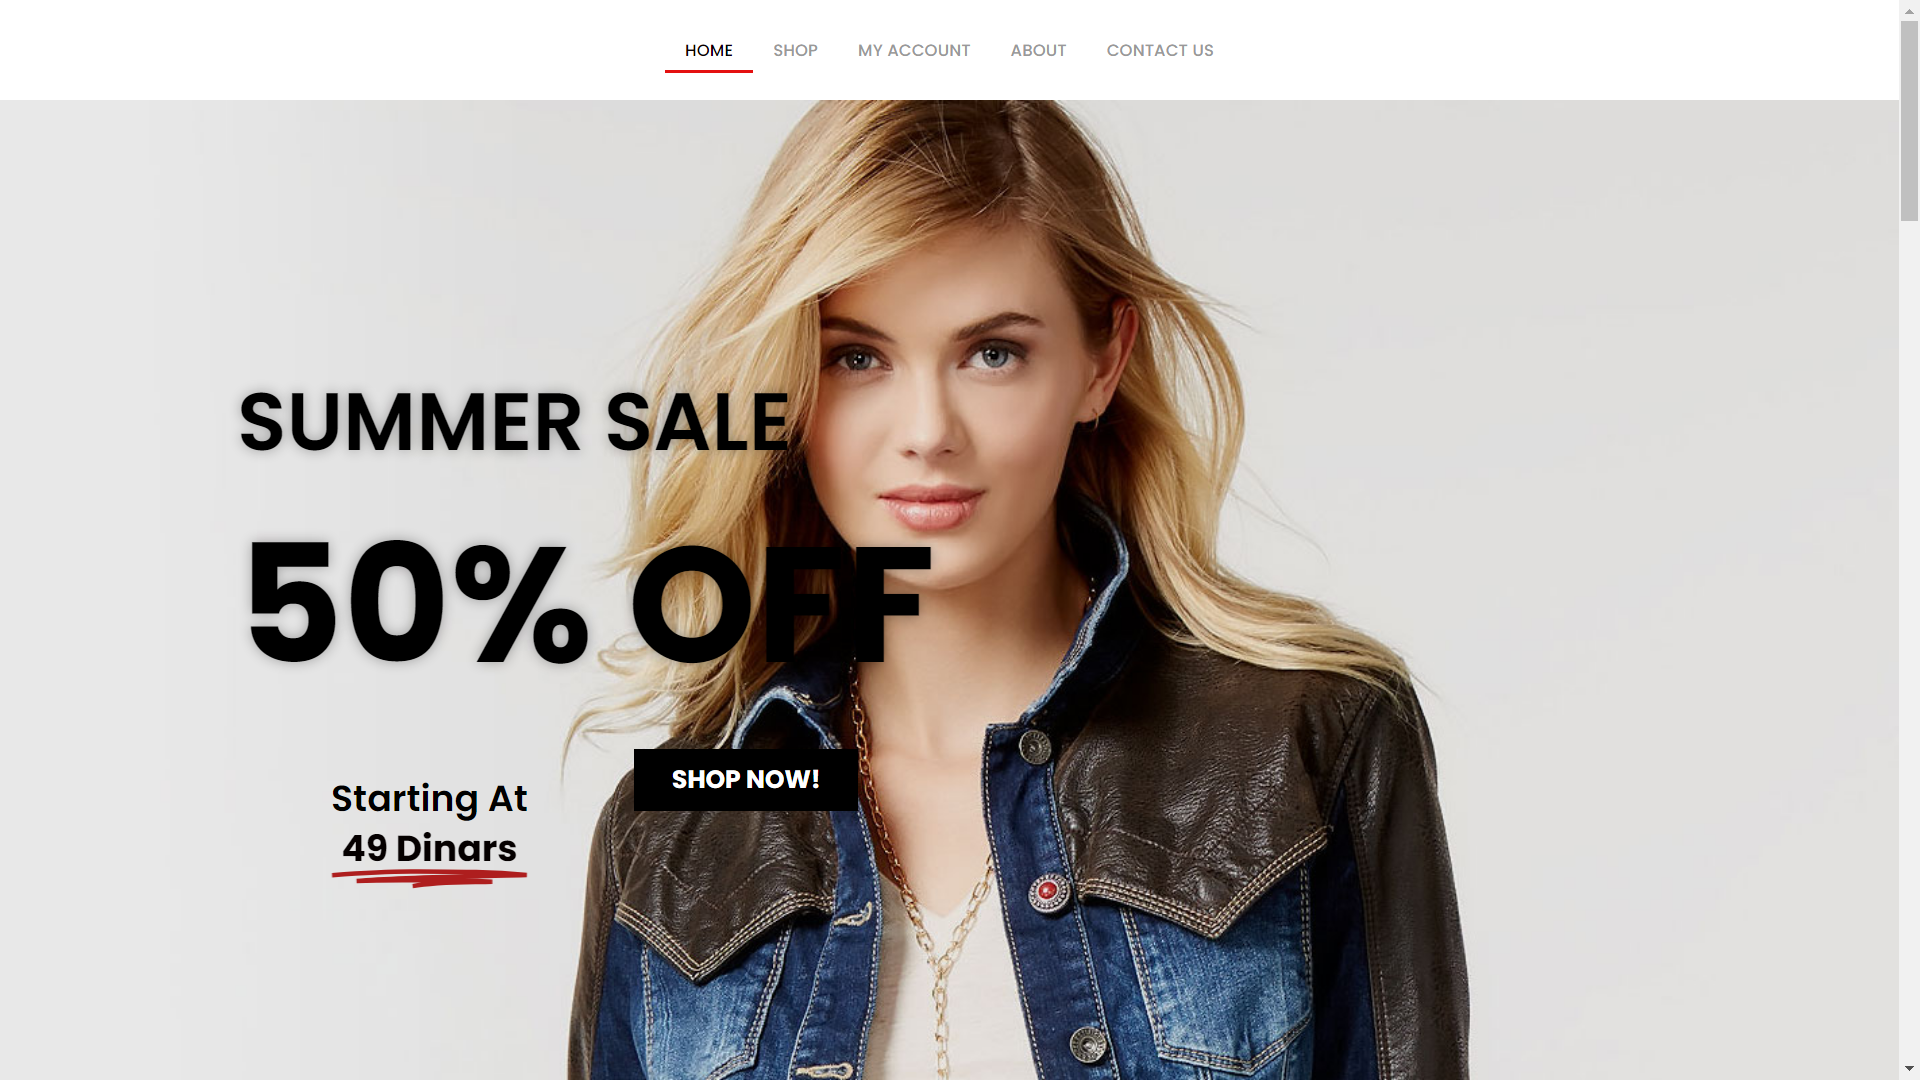 HOME SHOP MY ACCOUNT ABOUT CONTACT US
SUMMER SALE
50% OFF
SHOP NOW!
Starting At
49 Dinars